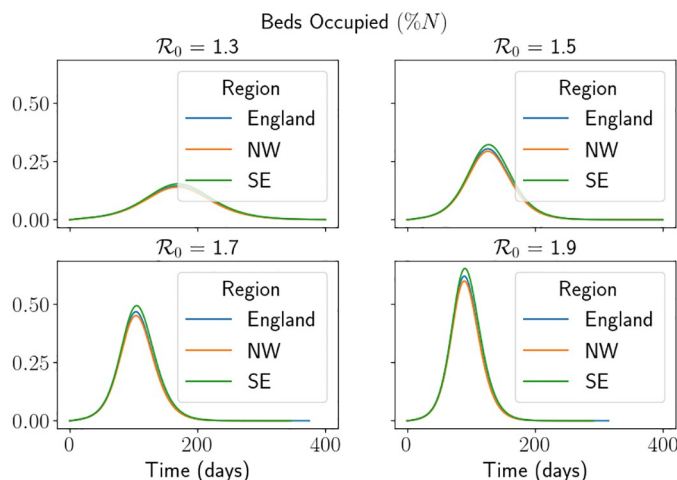 Beds Occupied (%N)
R₀ = 1.3
R₀ = 1.5
Region
England
NW
SE
Region
England
NW
SE
0.50
0.25
0.00
R₀ = 1.7
R₀ = 1.9
Region
England
NW
SE
Region
England
NW
SE
0.50
0.25
0.00
0
200
400
0
200
400
Time (days)
Time (days)